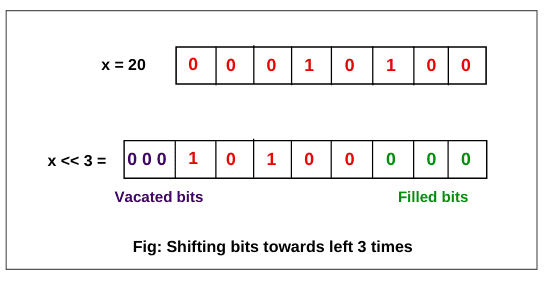 x = 20 0 0 0 1 0 1 0 0
x << 3 = 0 0 0 1 0 1 0 0 0 0 0
Vacated bits Filled bits
Fig: Shifting bits towards left 3 times